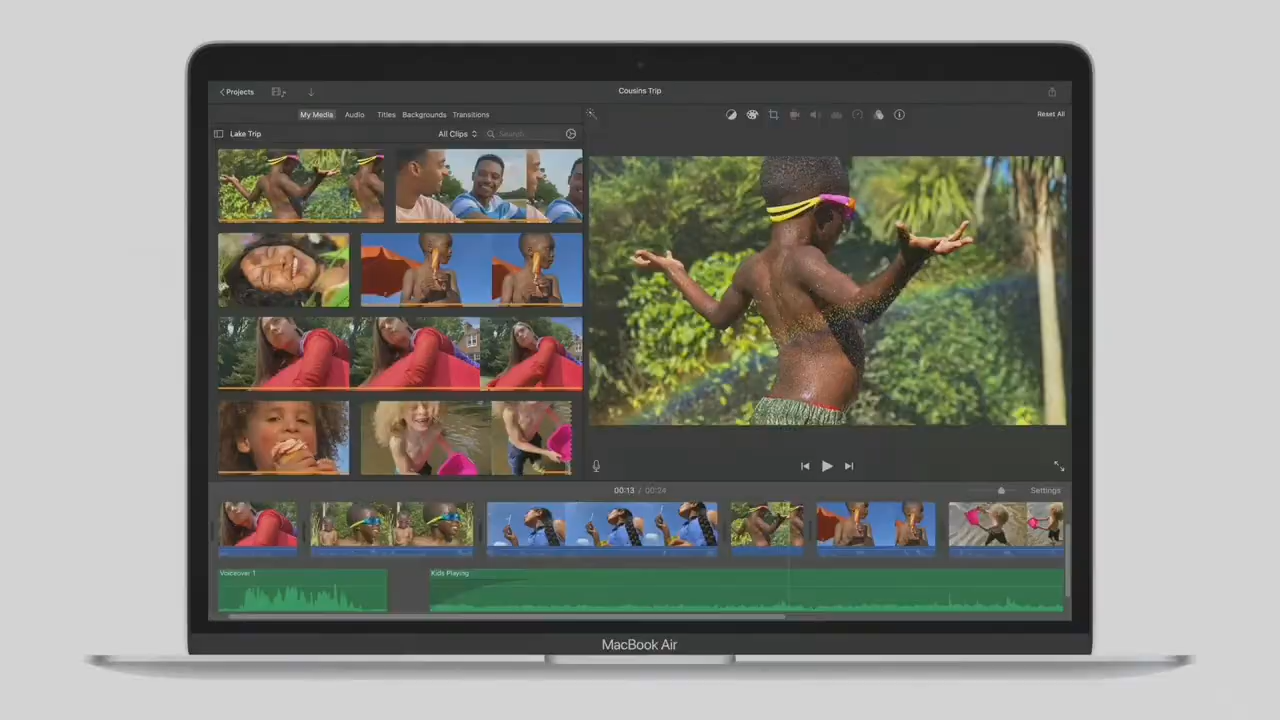 Projects
Cousins Trip
My Media Audio Titles Backgrounds Transitions
Reset All
Lake Trip
All Clips
Search
00:13 / 00:24
Settings
Voiceover 1
Kids Playing
MacBook Air